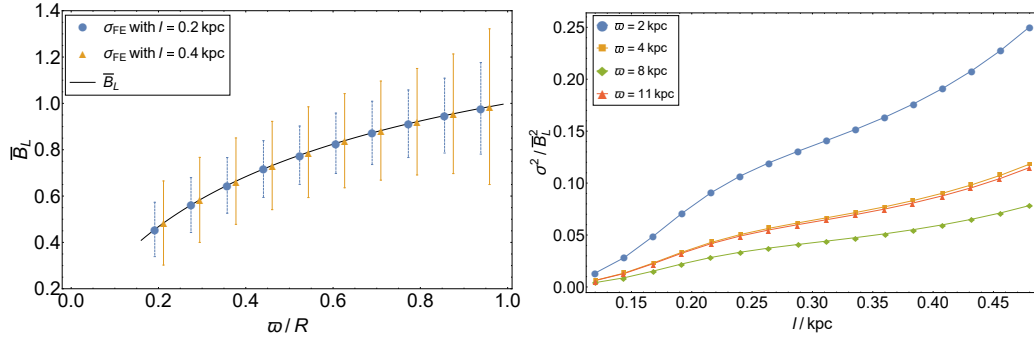 σFE with l = 0.2 kpc
σFE with l = 0.4 kpc
B̅L
B̅L
1.4
1.2
1.0
0.8
0.6
0.4
0.2
0.0 0.2 0.4 0.6 0.8 1.0
ϖ / R
ϖ = 2 kpc
ϖ = 4 kpc
ϖ = 8 kpc
ϖ = 11 kpc
σ² / B̅L²
0.25
0.20
0.15
0.10
0.05
0.00
0.15 0.20 0.25 0.30 0.35 0.40 0.45
l / kpc